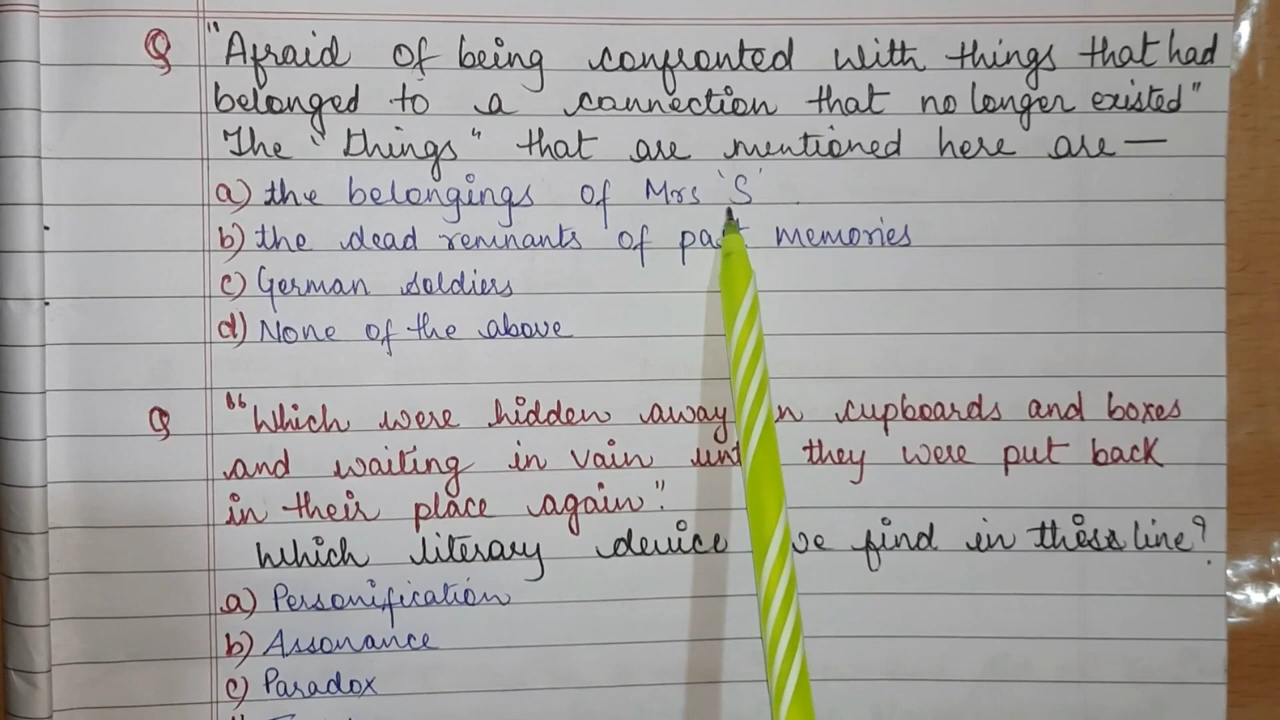 Q "Afraid of being confronted with things that had
belonged to a connection that no longer existed"
The "things" that are mentioned here are —
a) the belongings of Mrs 'S'
b) the dead remnants of memories
c) German soldiers
d) None of the above
Q "Which were hidden away cupboards and boxes
and waiting in vain they were put back
in their place again."
Which literary device find in these line?
a) Personification
b) Assonance
c) Paradox